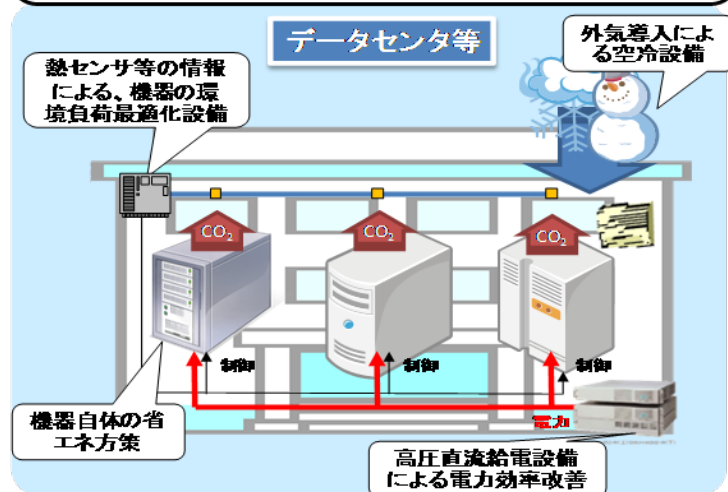 データセンタ等
外気導入によ
る空冷設備
熱センサ等の情報
による、機器の環
境負荷最適化設備
CO2
CO2
CO2
制御
制御
制御
電力
機器自体の省
エネ方策
高圧直流給電設備
による電力効率改善